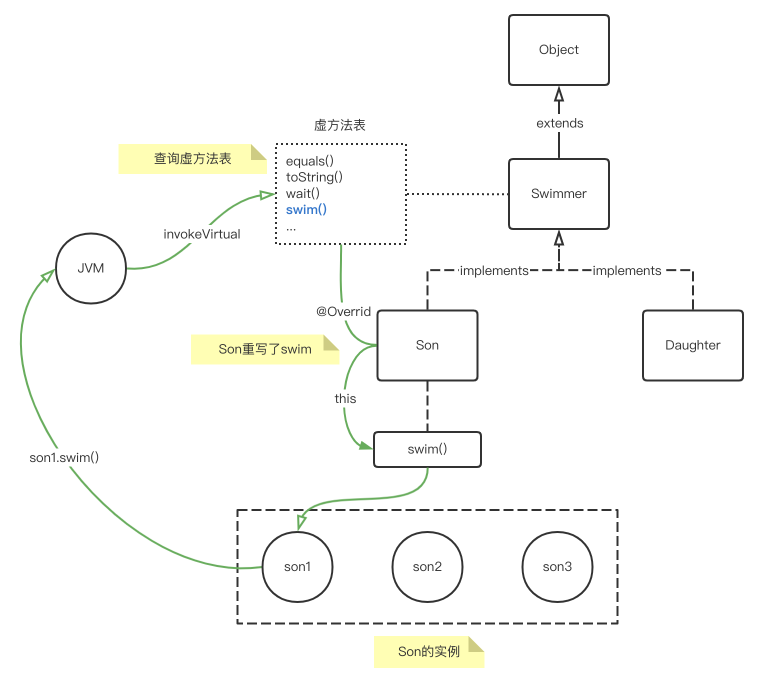 Object
extends
虚方法表
查询虚方法表
equals()
toString()
wait()
swim()
...
Swimmer
invokeVirtual
JVM
implements
implements
@Overrid
Son
Daughter
Son重写了swim
this
swim()
son1.swim()
son1
son2
son3
Son的实例